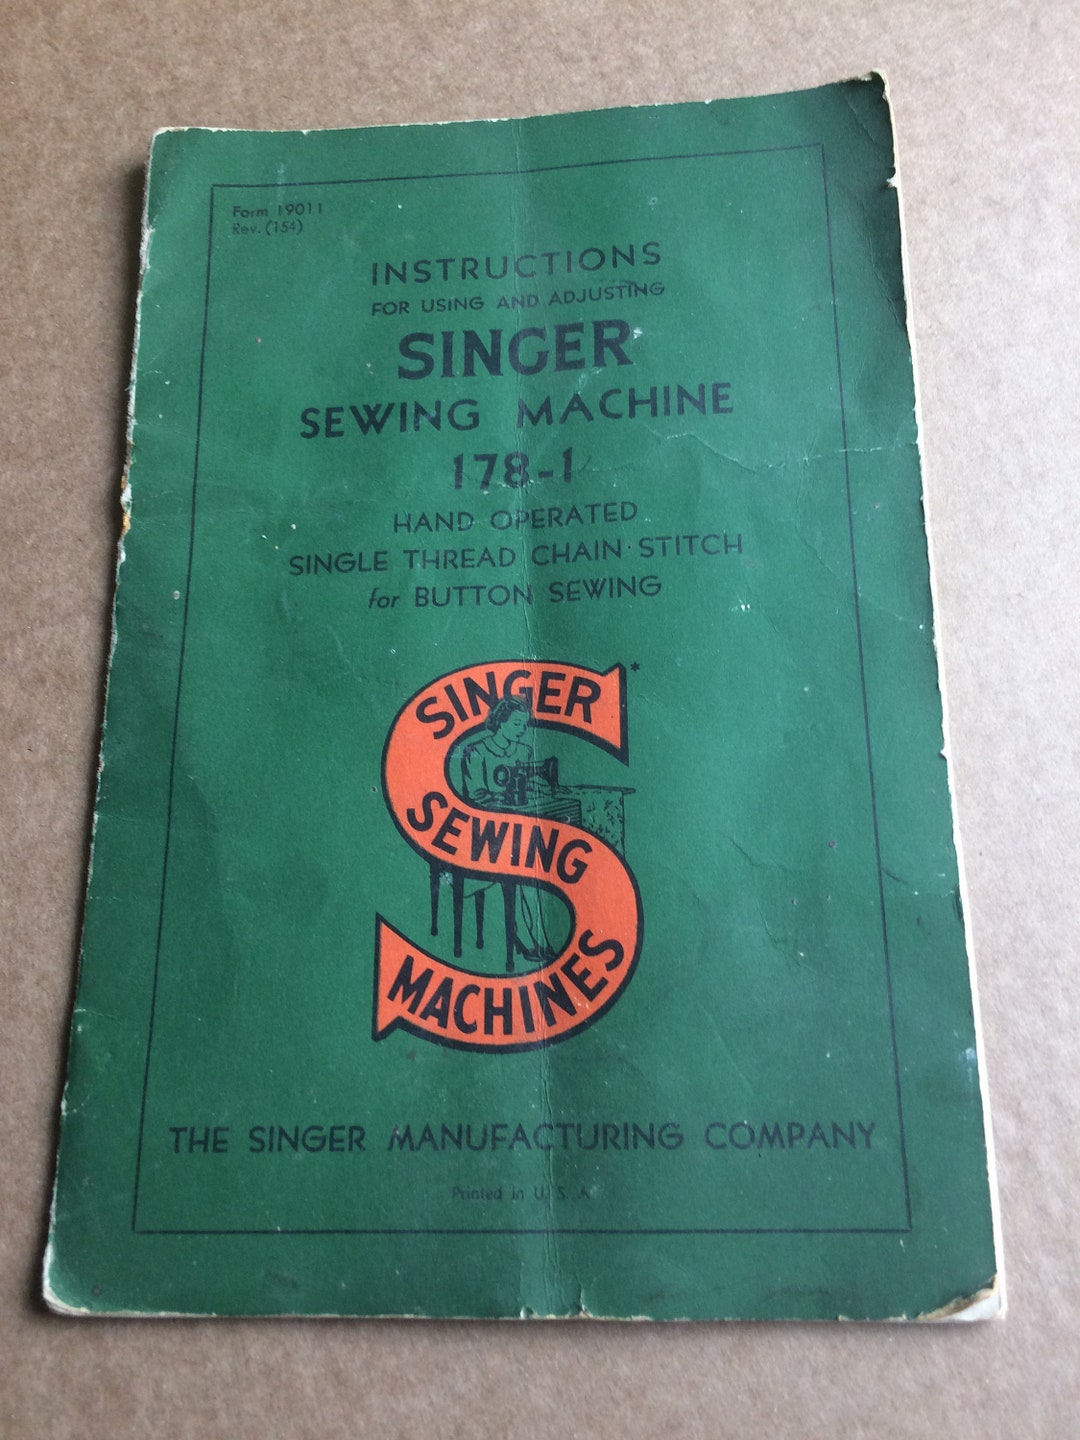 Form 19011
Rev. (154)
INSTRUCTIONS
FOR USING AND ADJUSTING
SINGER
SEWING MACHINE
178-1
HAND OPERATED
SINGLE THREAD CHAIN STITCH
for BUTTON SEWING
SINGER*
SEWING
MACHINES
THE SINGER MANUFACTURING COMPANY
Printed in U. S. A.